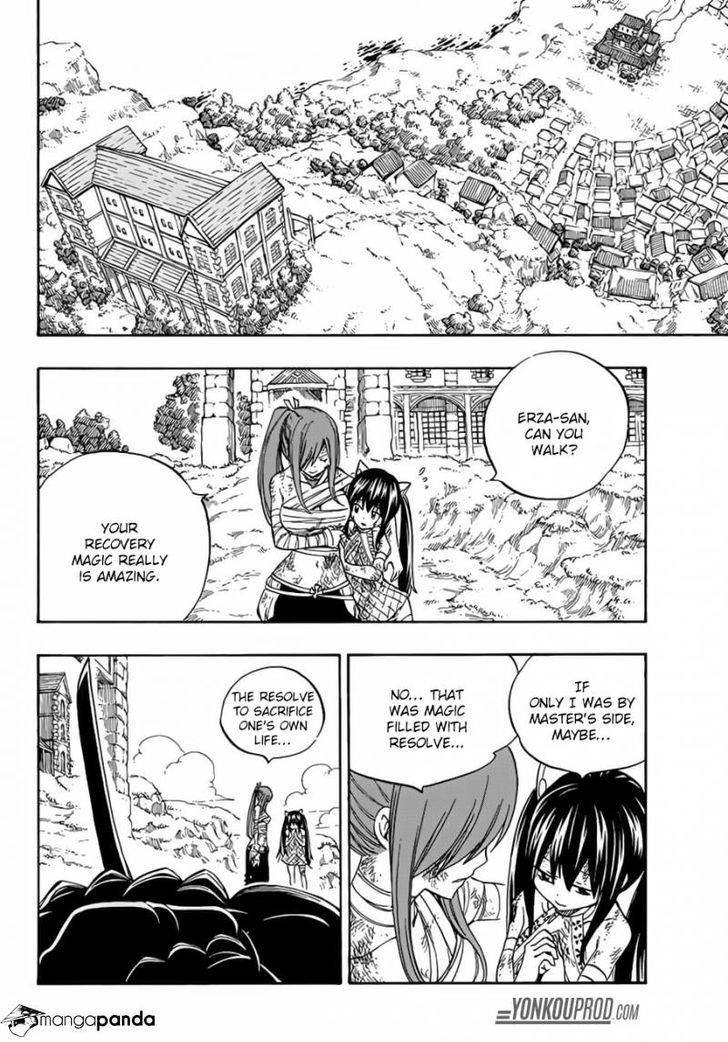 ERZA-SAN,
CAN YOU
WALK?
YOUR
RECOVERY
MAGIC REALLY
IS AMAZING.
IF
ONLY I WAS BY
MASTER'S SIDE,
MAYBE...
NO... THAT
WAS MAGIC
FILLED WITH
RESOLVE...
THE RESOLVE
TO SACRIFICE
ONE'S OWN
LIFE...
mangapanda
YONKOUPROD.COM